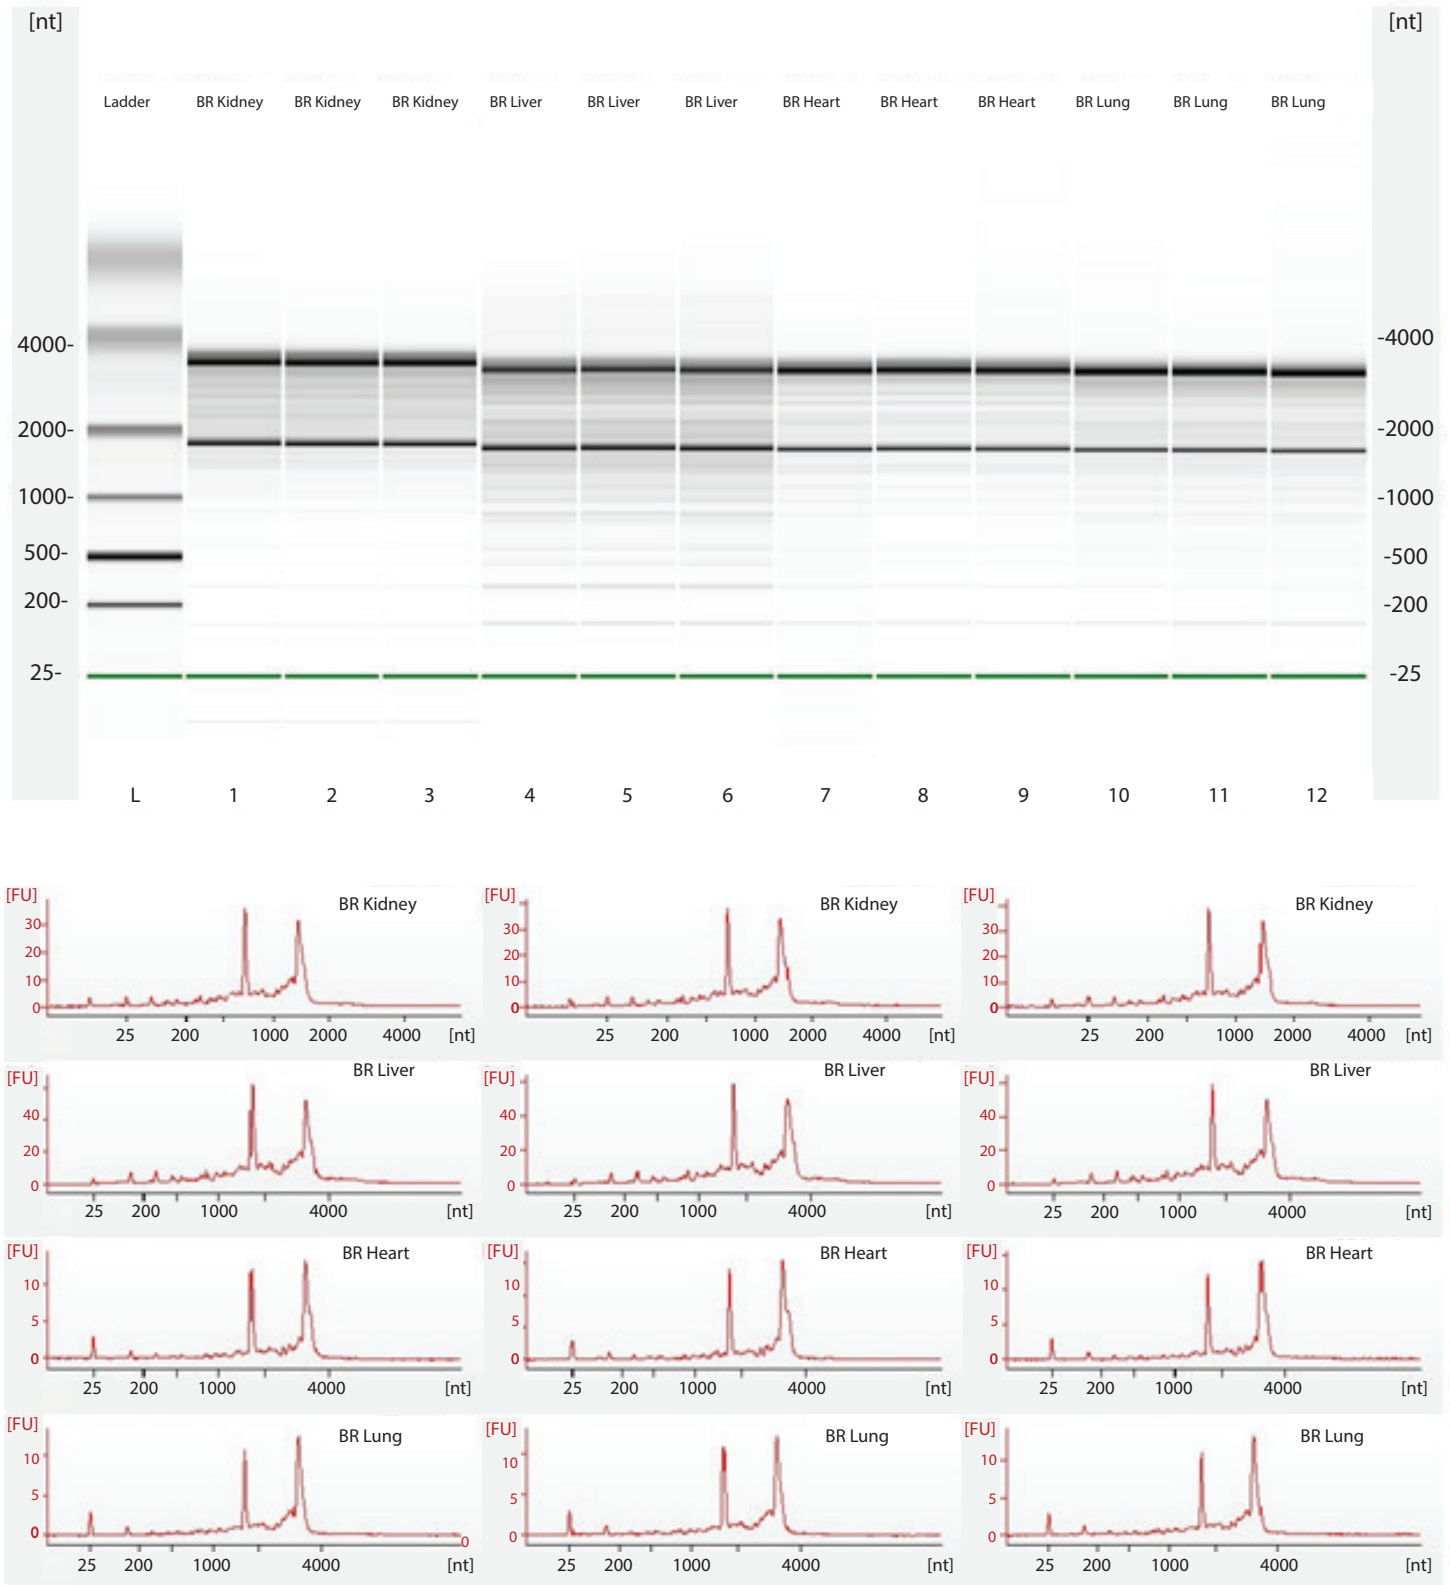 [nt] [nt]
Ladder BR Kidney BR Kidney BR Kidney BR Liver BR Liver BR Liver BR Heart BR Heart BR Heart BR Lung BR Lung BR Lung
4000- -4000
2000- -2000
1000- -1000
500- -500
200- -200
25- -25
L 1 2 3 4 5 6 7 8 9 10 11 12
[FU] BR Kidney [FU] BR Kidney [FU] BR Kidney
30 30 30
20 20 20
10 10 10
0 0 0
25 200 1000 2000 4000 [nt] 25 200 1000 2000 4000 [nt] 25 200 1000 2000 4000 [nt]
[FU] BR Liver [FU] BR Liver [FU] BR Liver
40 40 40
20 20 20
0 0 0
25 200 1000 4000 [nt] 25 200 1000 4000 [nt] 25 200 1000 4000 [nt]
[FU] BR Heart [FU] BR Heart [FU] BR Heart
10 10 10
5 5 5
0 0 0
25 200 1000 4000 [nt] 25 200 1000 4000 [nt] 25 200 1000 4000 [nt]
[FU] BR Lung [FU] BR Lung [FU] BR Lung
10 10 10
5 5 5
0 0 0 0
25 200 1000 4000 [nt] 25 200 1000 4000 [nt] 25 200 1000 4000 [nt]